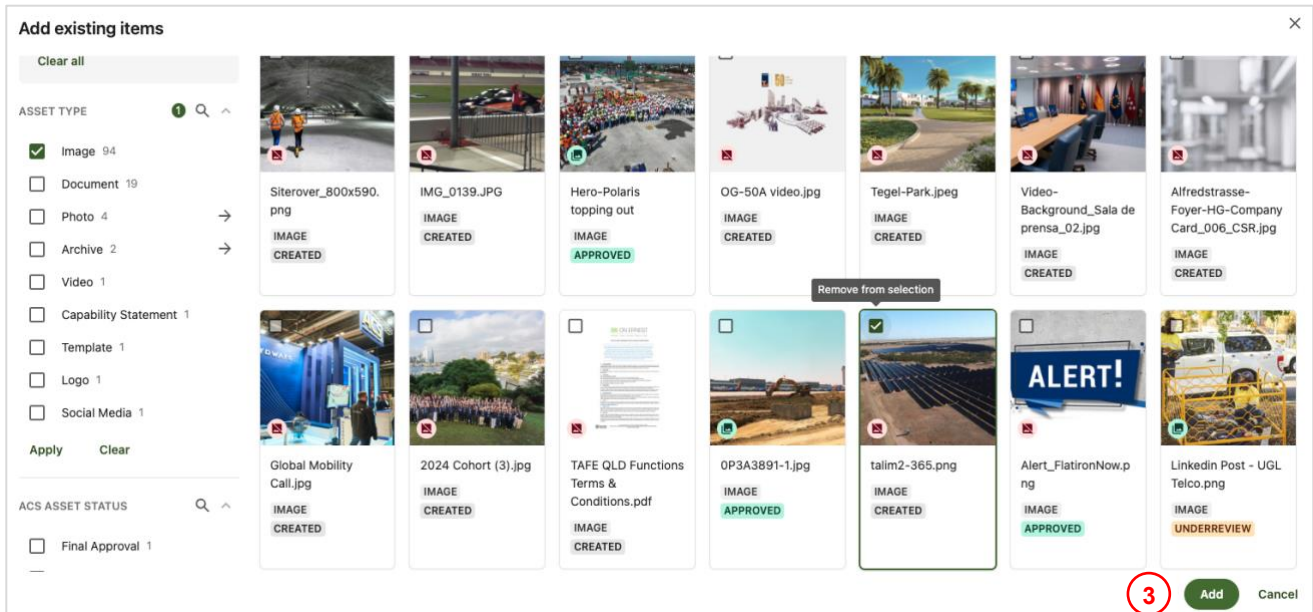 Add existing items
Clear all
ASSET TYPE 1
Image 94
Document 19
Photo 4
Archive 2
Video 1
Capability Statement 1
Template 1
Logo 1
Social Media 1
Apply Clear
ACS ASSET STATUS
Final Approval 1
Siterover_800x590.
png
IMAGE
CREATED
IMG_0139.JPG
IMAGE
CREATED
Hero-Polaris
topping out
IMAGE
APPROVED
OG-50A video.jpg
IMAGE
CREATED
Tegel-Park.jpeg
IMAGE
CREATED
Video-
Background_Sala de
prensa_02.jpg
IMAGE
CREATED
Alfredstrasse-
Foyer-HG-Company
Card_006_CSR.jpg
IMAGE
CREATED
Remove from selection
Global Mobility
Call.jpg
IMAGE
CREATED
2024 Cohort (3).jpg
IMAGE
CREATED
TAFE QLD Functions
Terms &
Conditions.pdf
IMAGE
CREATED
0P3A3891-1.jpg
IMAGE
APPROVED
talim2-365.png
IMAGE
CREATED
ALERT!
Alert_FlatironNow.p
ng
IMAGE
APPROVED
Linkedin Post - UGL
Telco.png
IMAGE
UNDERREVIEW
3
Add Cancel